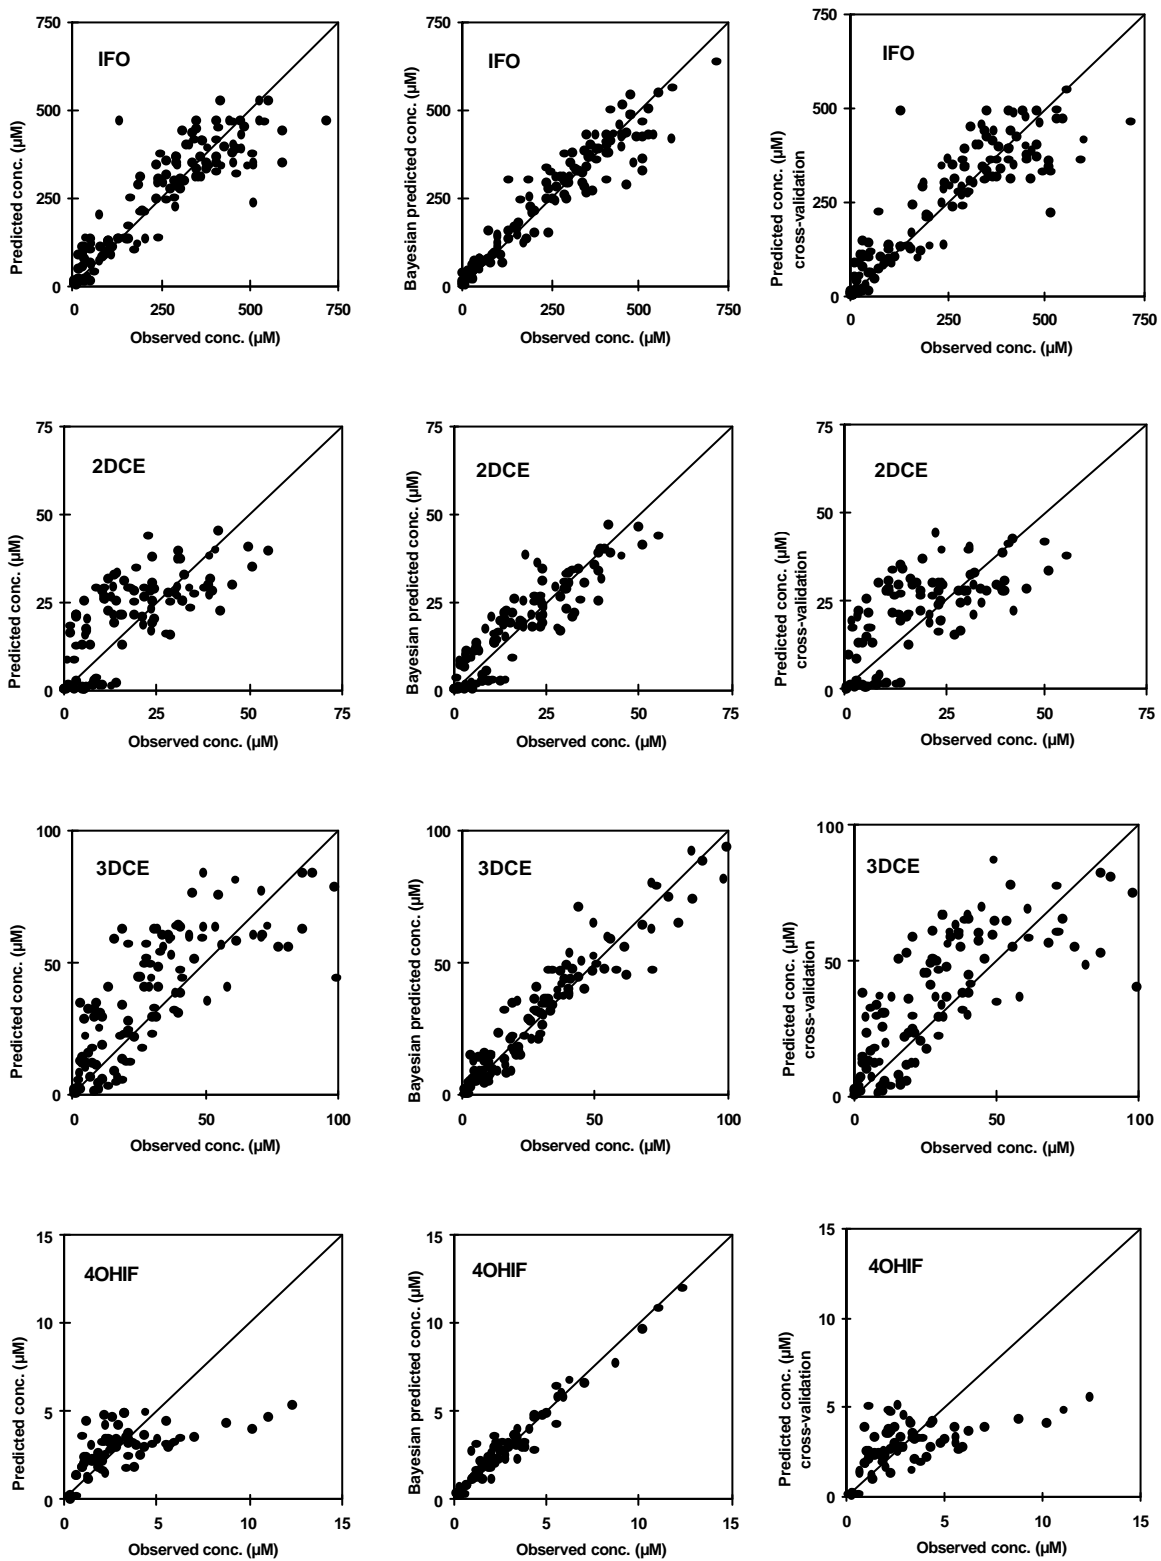 750
500
250
0
0
250
500
750
IFO
Predicted conc. (µM)
Observed conc. (µM)
750
500
250
0
0
250
500
750
IFO
Bayesian predicted conc. (µM)
Observed conc. (µM)
750
500
250
0
0
250
500
750
IFO
Predicted conc. (µM)
cross-validation
Observed conc. (µM)
75
50
25
0
0
25
50
75
2DCE
Predicted conc. (µM)
Observed conc. (µM)
75
50
25
0
0
25
50
75
2DCE
Bayesian predicted conc. (µM)
Observed conc. (µM)
75
50
25
0
0
25
50
75
2DCE
Predicted conc. (µM)
cross-validation
Observed conc. (µM)
100
50
0
0
50
100
3DCE
Predicted conc. (µM)
Observed conc. (µM)
100
50
0
0
50
100
3DCE
Bayesian predicted conc. (µM)
Observed conc. (µM)
100
50
0
0
50
100
3DCE
Predicted conc. (µM)
cross-validation
Observed conc. (µM)
15
10
5
0
0
5
10
15
4OHIF
Predicted conc. (µM)
Observed conc. (µM)
15
10
5
0
0
5
10
15
4OHIF
Bayesian predicted conc. (µM)
Observed conc. (µM)
15
10
5
0
0
5
10
15
4OHIF
Predicted conc. (µM)
cross-validation
Observed conc. (µM)